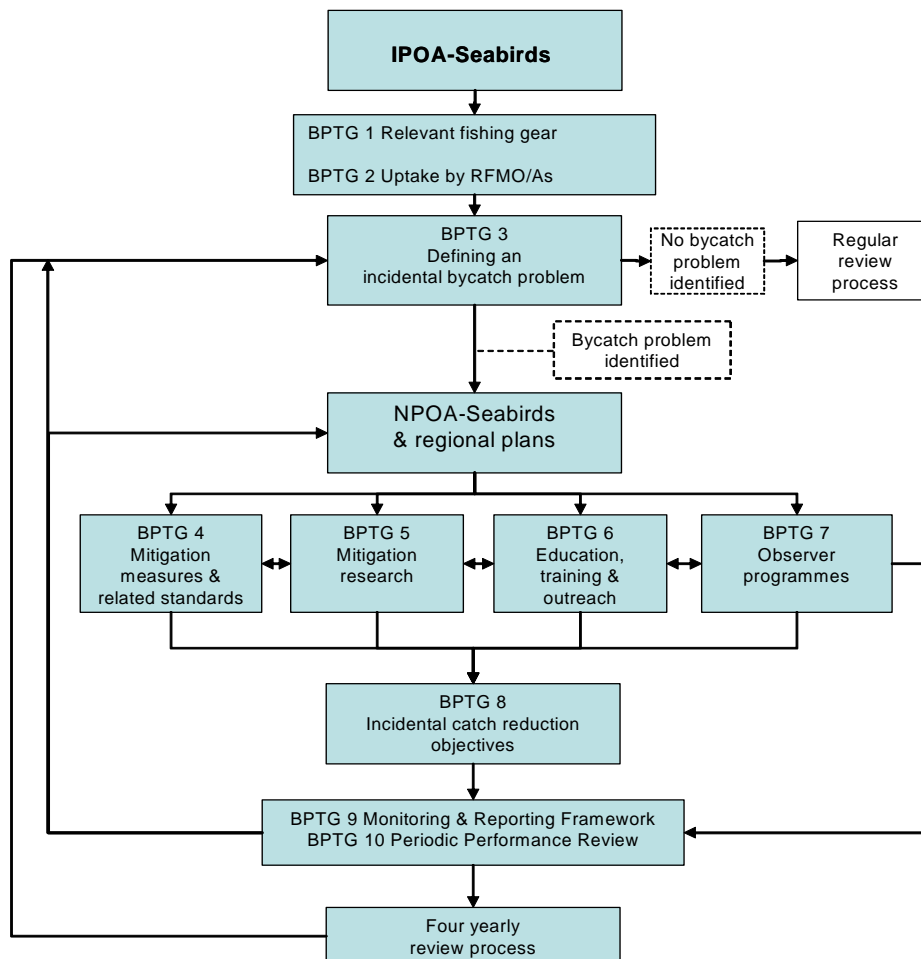 IPOA-Seabirds
BPTG 1 Relevant fishing gear
BPTG 2 Uptake by RFMO/As
BPTG 3
Defining an
incidental bycatch problem
No bycatch
problem
identified
Regular
review
process
Bycatch problem
identified
NPOA-Seabirds
& regional plans
BPTG 4
Mitigation
measures &
related standards
BPTG 5
Mitigation
research
BPTG 6
Education,
training &
outreach
BPTG 7
Observer
programmes
BPTG 8
Incidental catch reduction
objectives
BPTG 9 Monitoring & Reporting Framework
BPTG 10 Periodic Performance Review
Four yearly
review process